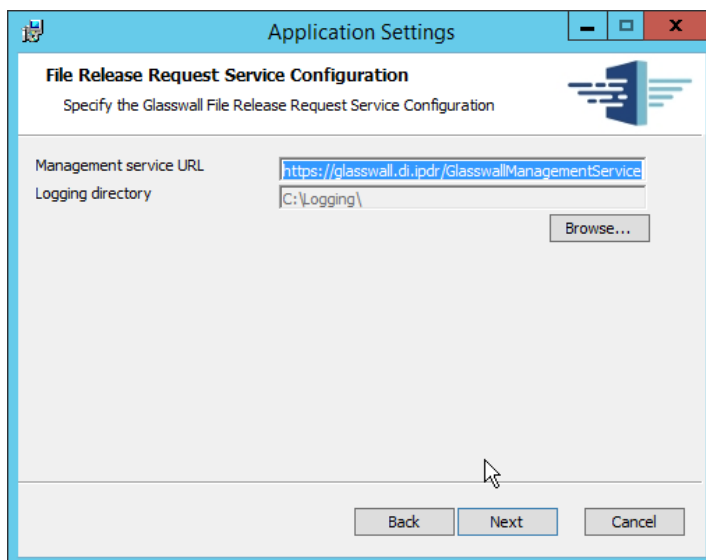 Application Settings
File Release Request Service Configuration
Specify the Glasswall File Release Request Service Configuration
Management service URL
https://glasswall.di.ipdr/GlasswallManagementService
Logging directory
C:\Logging\
Browse...
Back
Next
Cancel